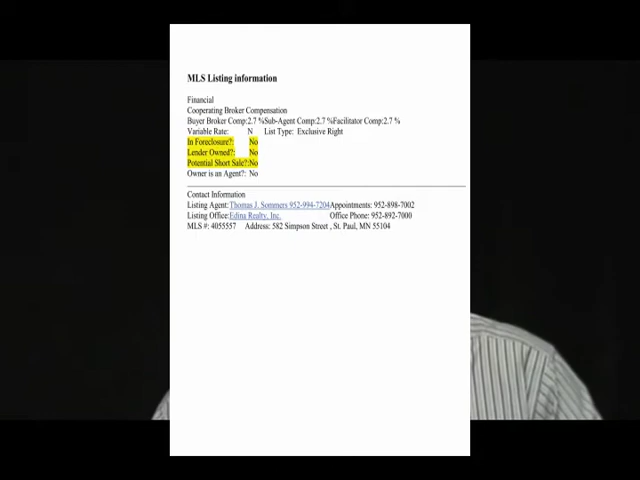 MLS Listing information
Financial
Cooperating Broker Compensation
Buyer Broker Comp:2.7 %Sub-Agent Comp:2.7 %Facilitator Comp:2.7 %
Variable Rate: N List Type: Exclusive Right
In Foreclosure?: No
Lender Owned?: No
Potential Short Sale?:No
Owner is an Agent?: No
Contact Information
Listing Agent:Thomas J. Sommers 952-994-7204Appointments: 952-898-7002
Listing Office:Edina Realty, Inc. Office Phone: 952-892-7000
MLS #: 4055557 Address: 582 Simpson Street , St. Paul, MN 55104